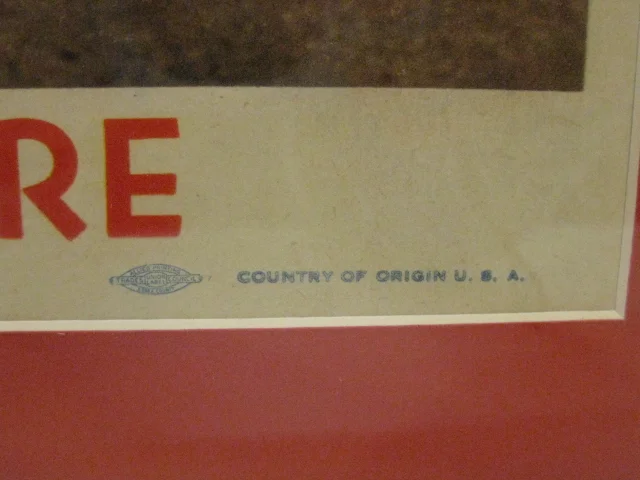 RE
COUNTRY OF ORIGIN U. S. A.